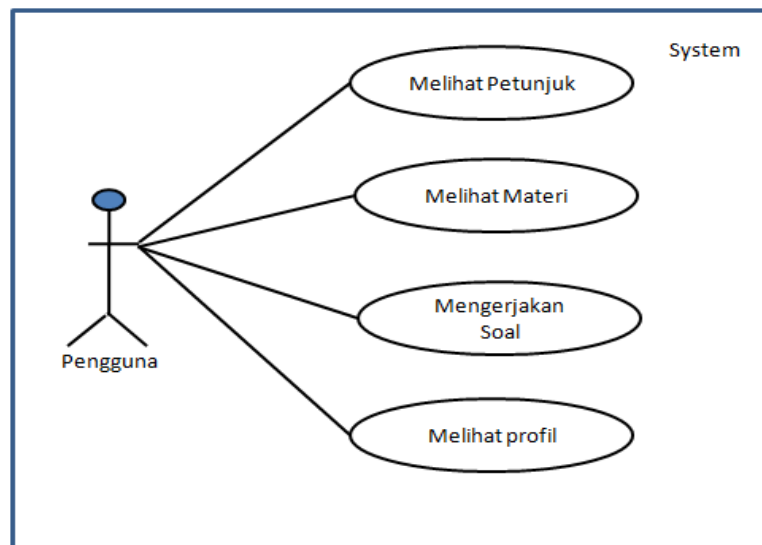 System
Melihat Petunjuk
Melihat Materi
Mengerjakan
Soal
Pengguna
Melihat profil